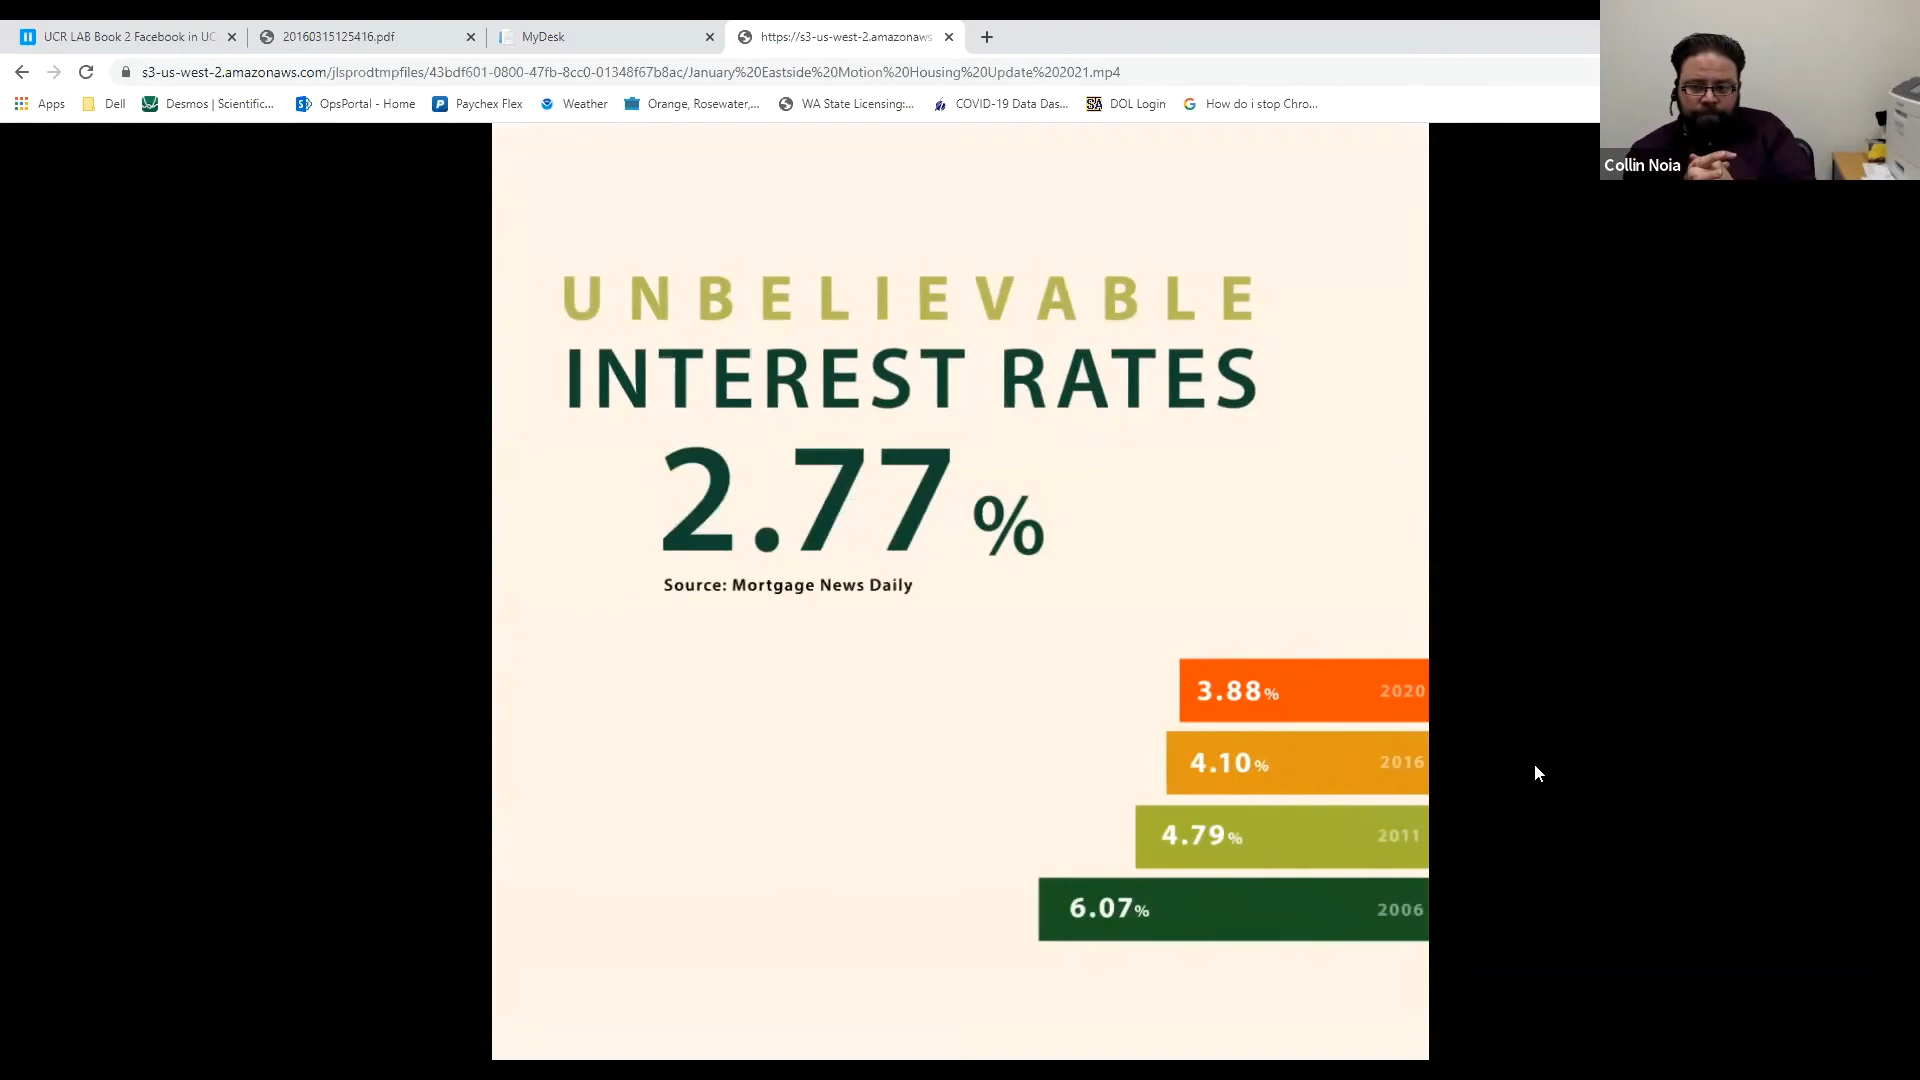 UCR LAB Book 2 Facebook in UC
20160315125416.pdf
MyDesk
https://s3-us-west-2.amazonaws
s3-us-west-2.amazonaws.com/jlsprodtmpfiles/43bdf601-0800-47fb-8cc0-01348f67b8ac/January%20Eastside%20Motion%20Housing%20Update%202021.mp4
Apps
Dell
Desmos | Scientific...
OpsPortal - Home
Paychex Flex
Weather
Orange, Rosewater,...
WA State Licensing:...
COVID-19 Data Das...
DOL Login
How do i stop Chro...
Collin Noia
UNBELIEVABLE
INTEREST RATES
2.77 %
Source: Mortgage News Daily
3.88% 2020
4.10% 2016
4.79% 2011
6.07% 2006